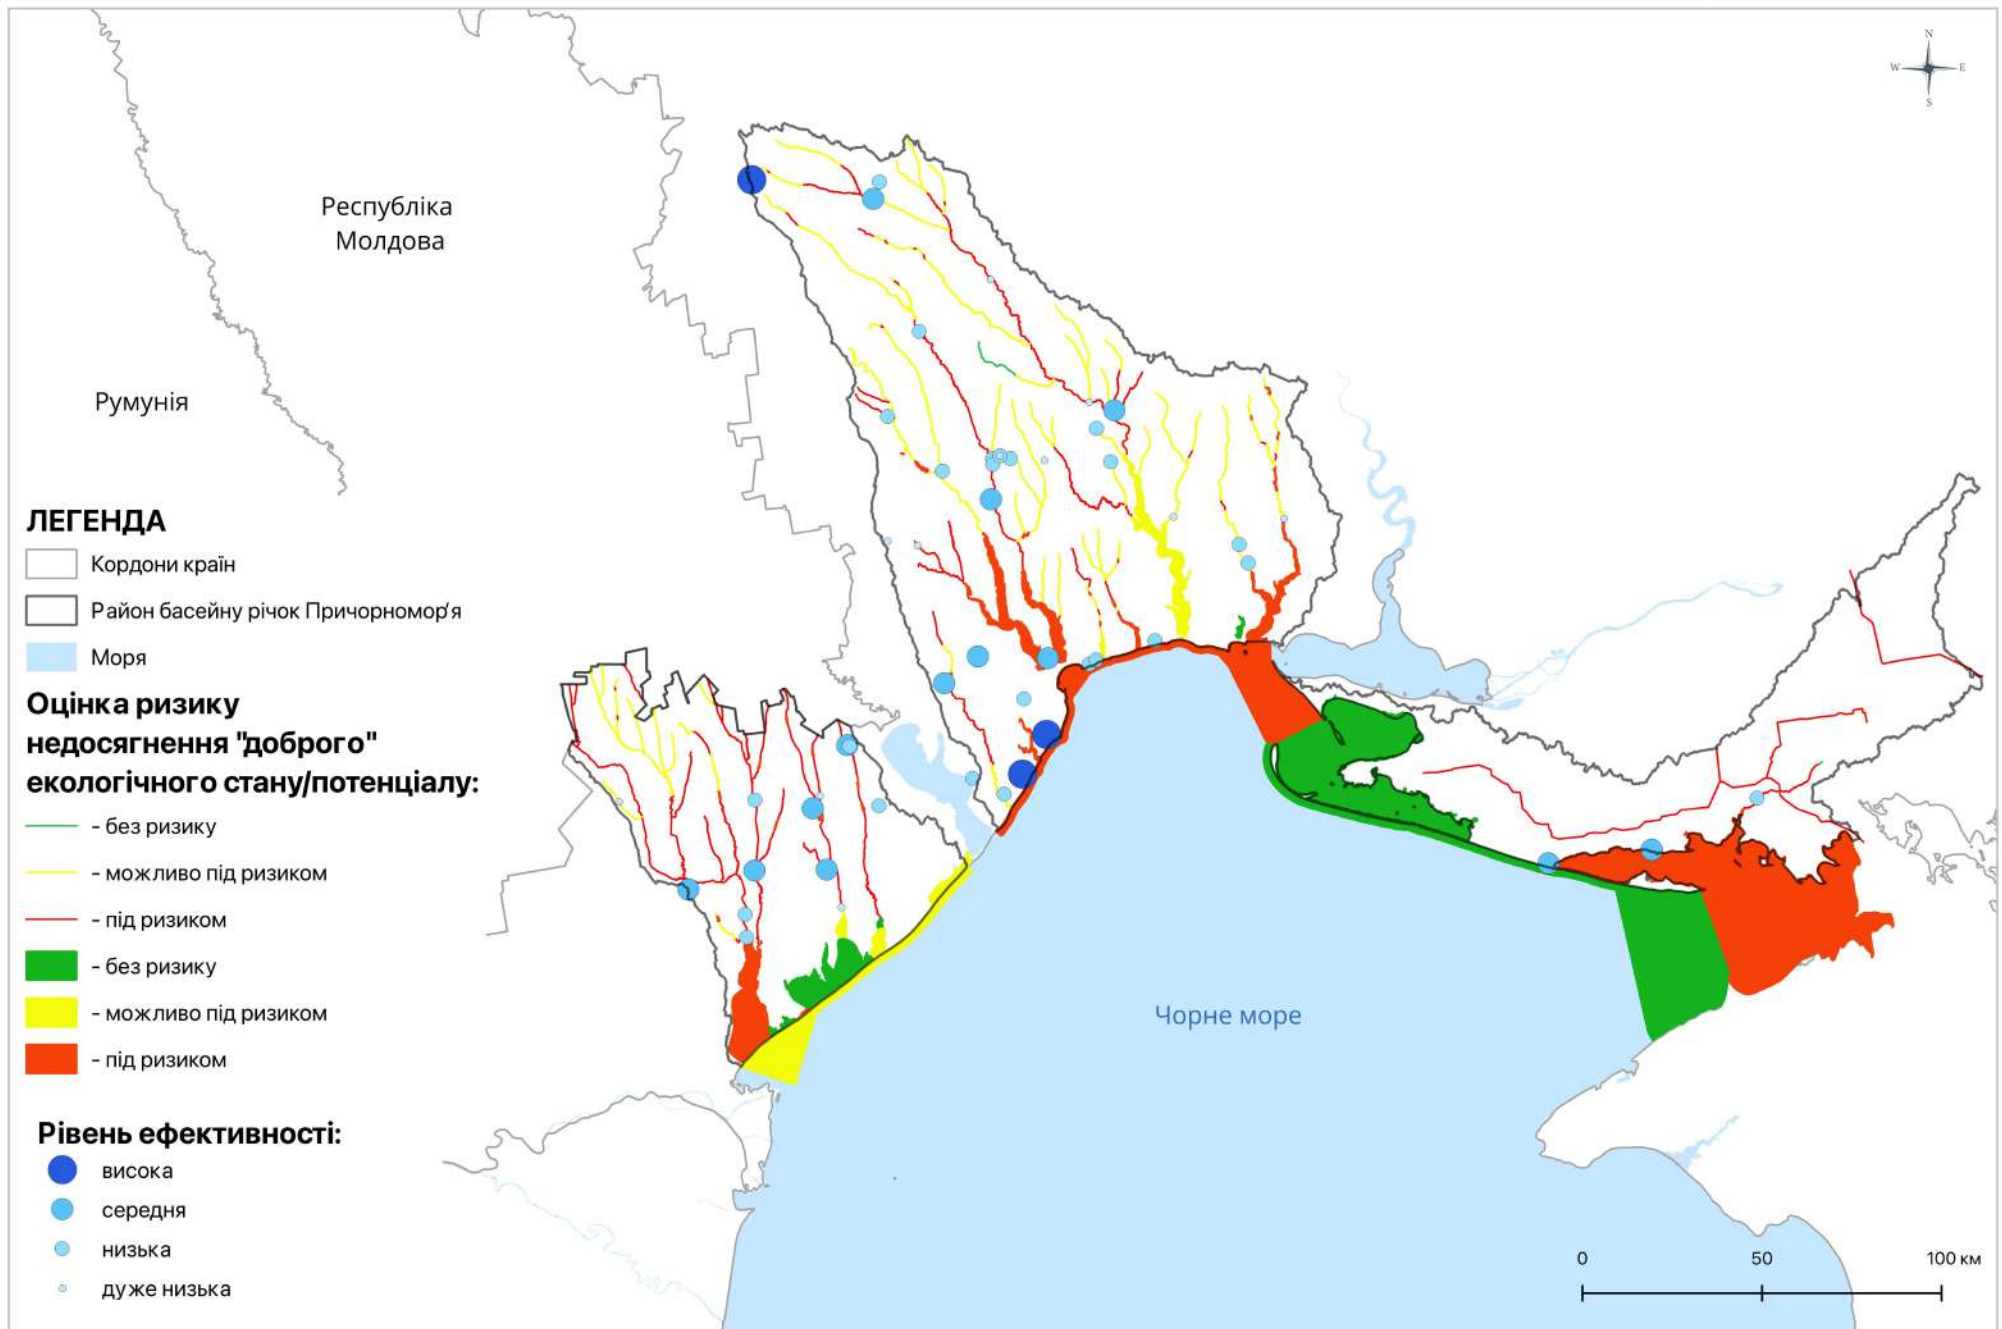 N
W
E
S
Республіка
Молдова
Румунія
ЛЕГЕНДА
Кордони країн
Район басейну річок Причорномор'я
Моря
Оцінка ризику
недосягнення "доброго"
екологічного стану/потенціалу:
- без ризику
- можливо під ризиком
- під ризиком
- без ризику
- можливо під ризиком
- під ризиком
Чорне море
Рівень ефективності:
висока
середня
низька
дуже низька
0 50 100 км